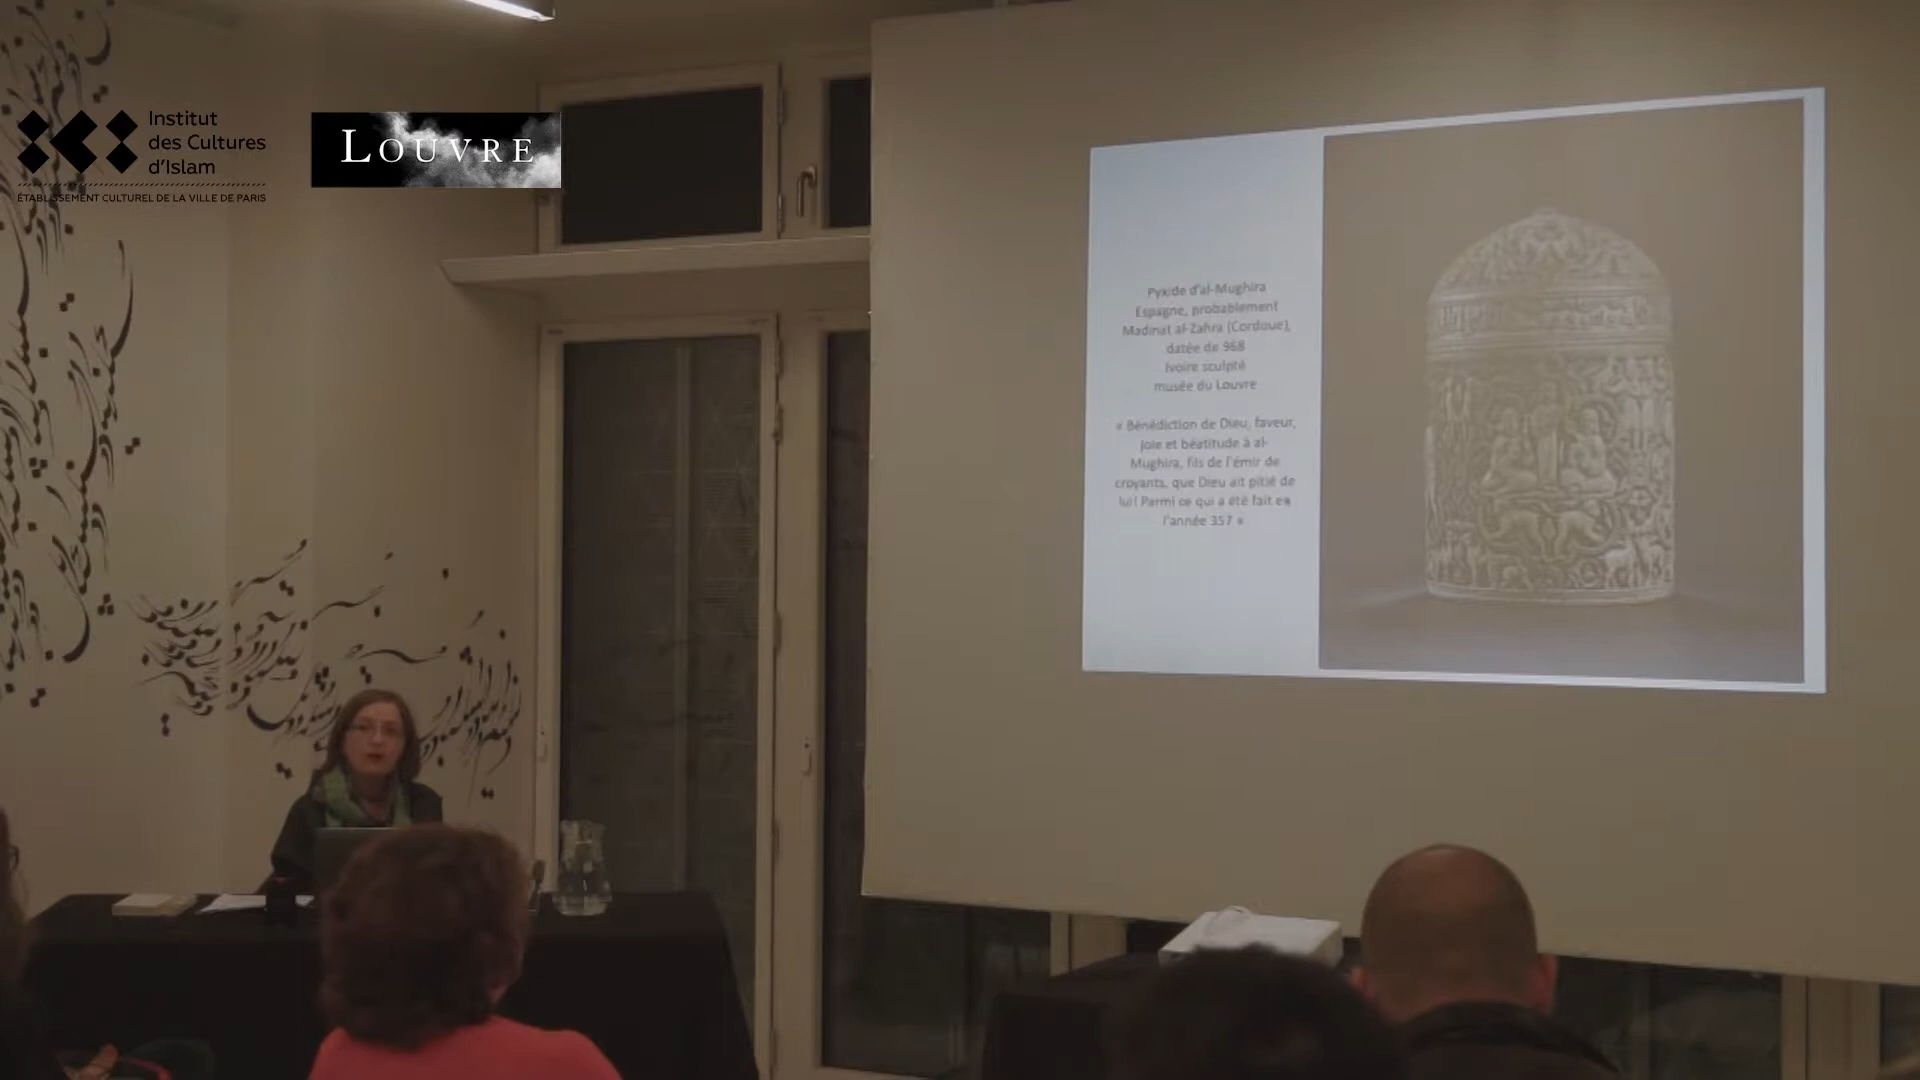 Institut
des Cultures
d'Islam
ÉTABLISSEMENT CULTUREL DE LA VILLE DE PARIS
LOUVRE
Pyxide d'al-Mughira
Espagne, probablement
Madinat al-Zahra (Cordoue),
datée de 968
Ivoire sculpté
musée du Louvre
« Bénédiction de Dieu, faveur,
joie et béatitude à al-
Mughira, fils de l'émir de
croyants, que Dieu ait pitié de
lui! Parmi ce qui a été fait en
l'année 357 »